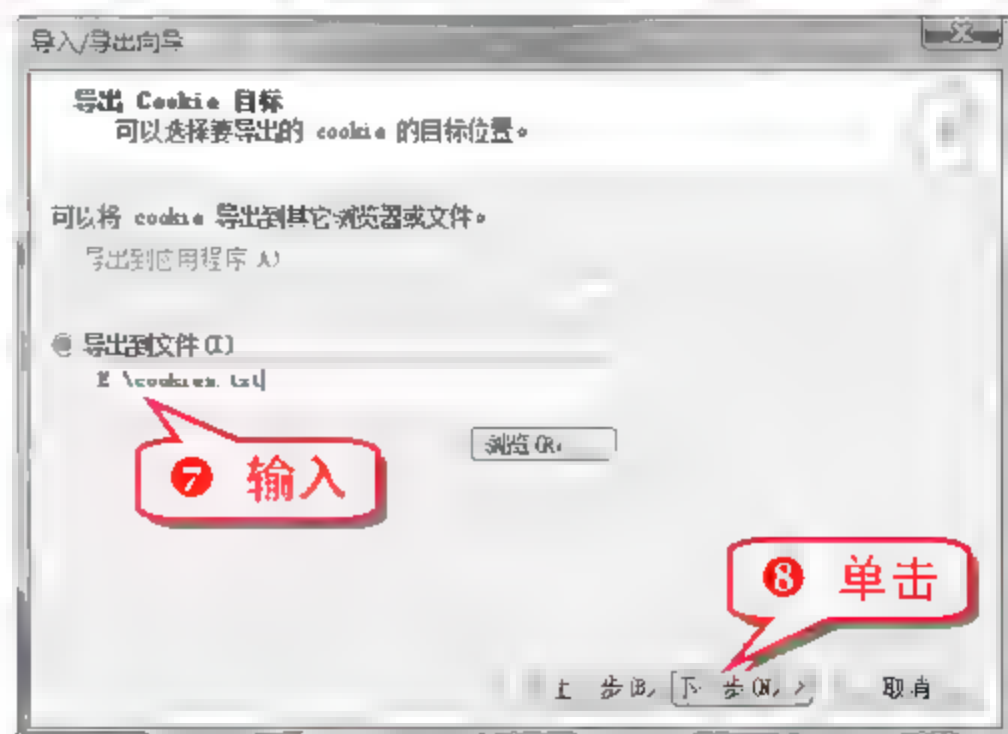 导入/导出向导
导出 Cookie 目标
可以选择要导出的 cookie 的目标位置。
可以将 cookie 导出到其它浏览器或文件。
导出到应用程序 A)
导出到文件(I)
\cookies.txt
浏览(R)
❼ 输入
❽ 单击
上 步(B) 下 步(N) >
取消